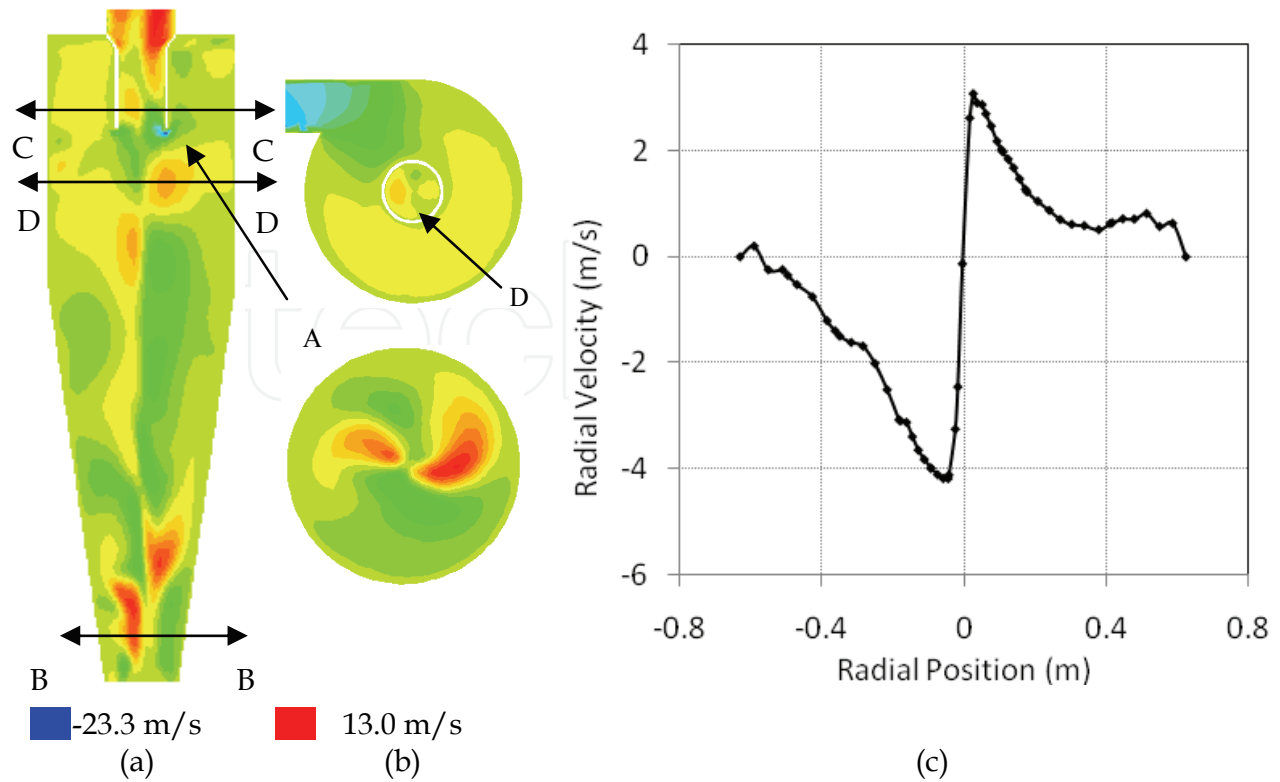 C C
D D
A
B B
D
-23.3 m/s 13.0 m/s
(a) (b) (c)
4
2
0
-2
-4
-6
-0.8 -0.4 0 0.4 0.8
Radial Velocity (m/s)
Radial Position (m)
tecl